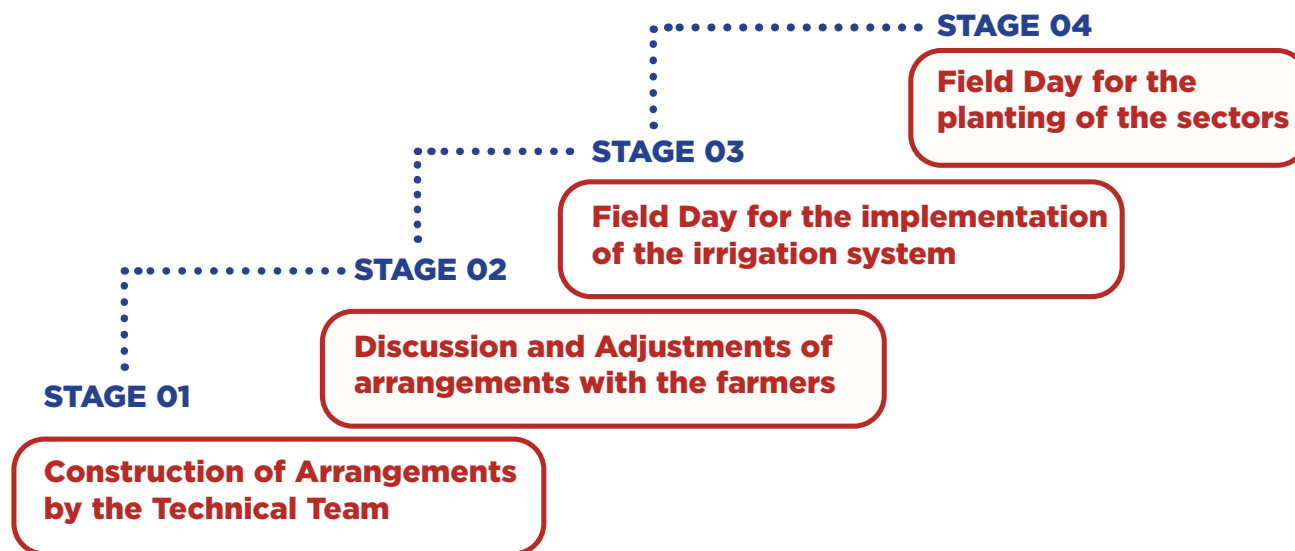 STAGE 04
Field Day for the
planting of the sectors
STAGE 03
Field Day for the implementation
of the irrigation system
STAGE 02
Discussion and Adjustments of
arrangements with the farmers
STAGE 01
Construction of Arrangements
by the Technical Team